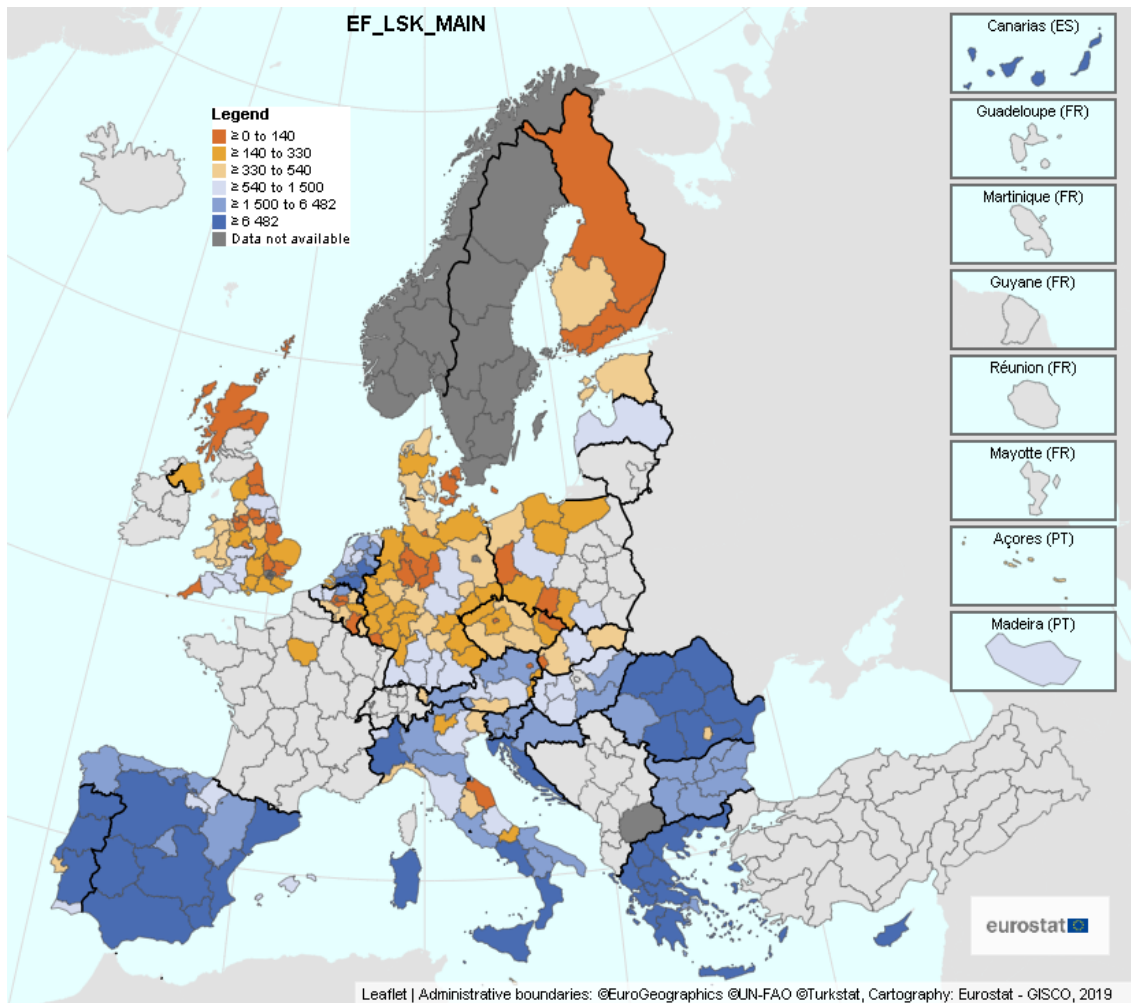 EF_LSK_MAIN
Legend
≥ 0 to 140
≥ 140 to 330
≥ 330 to 540
≥ 540 to 1 500
≥ 1 500 to 6 482
≥ 6 482
Data not available
Canarias (ES)
Guadeloupe (FR)
Martinique (FR)
Guyane (FR)
Réunion (FR)
Mayotte (FR)
Açores (PT)
Madeira (PT)
eurostat
Leaflet | Administrative boundaries: ©EuroGeographics ©UN-FAO ©Turkstat, Cartography: Eurostat - GISCO, 2019